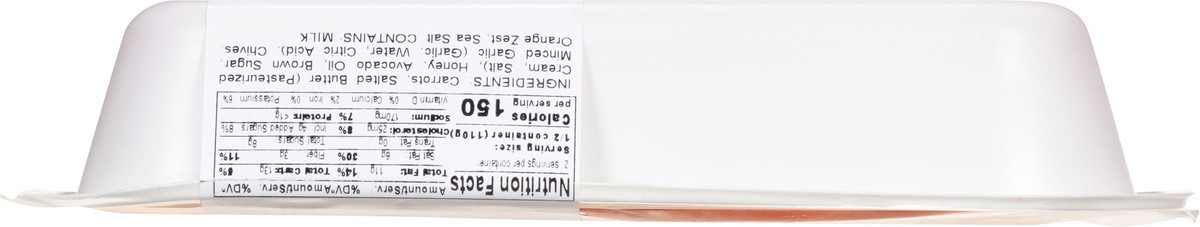 Nutrition Facts
2 servings per container
Serving size:
1/2 container (110g)
Calories 150
per serving
Amount/Serv. %DV* Amount/Serv. %DV*
Total Fat: 11g 14% Total Carb: 13g 5%
Sat Fat 6g 30% Fiber 3g 11%
Trans Fat 0g Total Sugars 8g
Cholesterol: 25mg 8% Incl 4g Added Sugars 8%
Sodium: 170mg 7% Protein: <1g
Vitamin D 0% Calcium 2% Iron 0% Potassium 6%
INGREDIENTS: Carrots, Salted Butter (Pasteurized
Cream, Salt), Honey, Avocado Oil, Brown Sugar,
Minced Garlic (Garlic, Water, Citric Acid), Chives,
Orange Zest, Sea Salt. CONTAINS: MILK